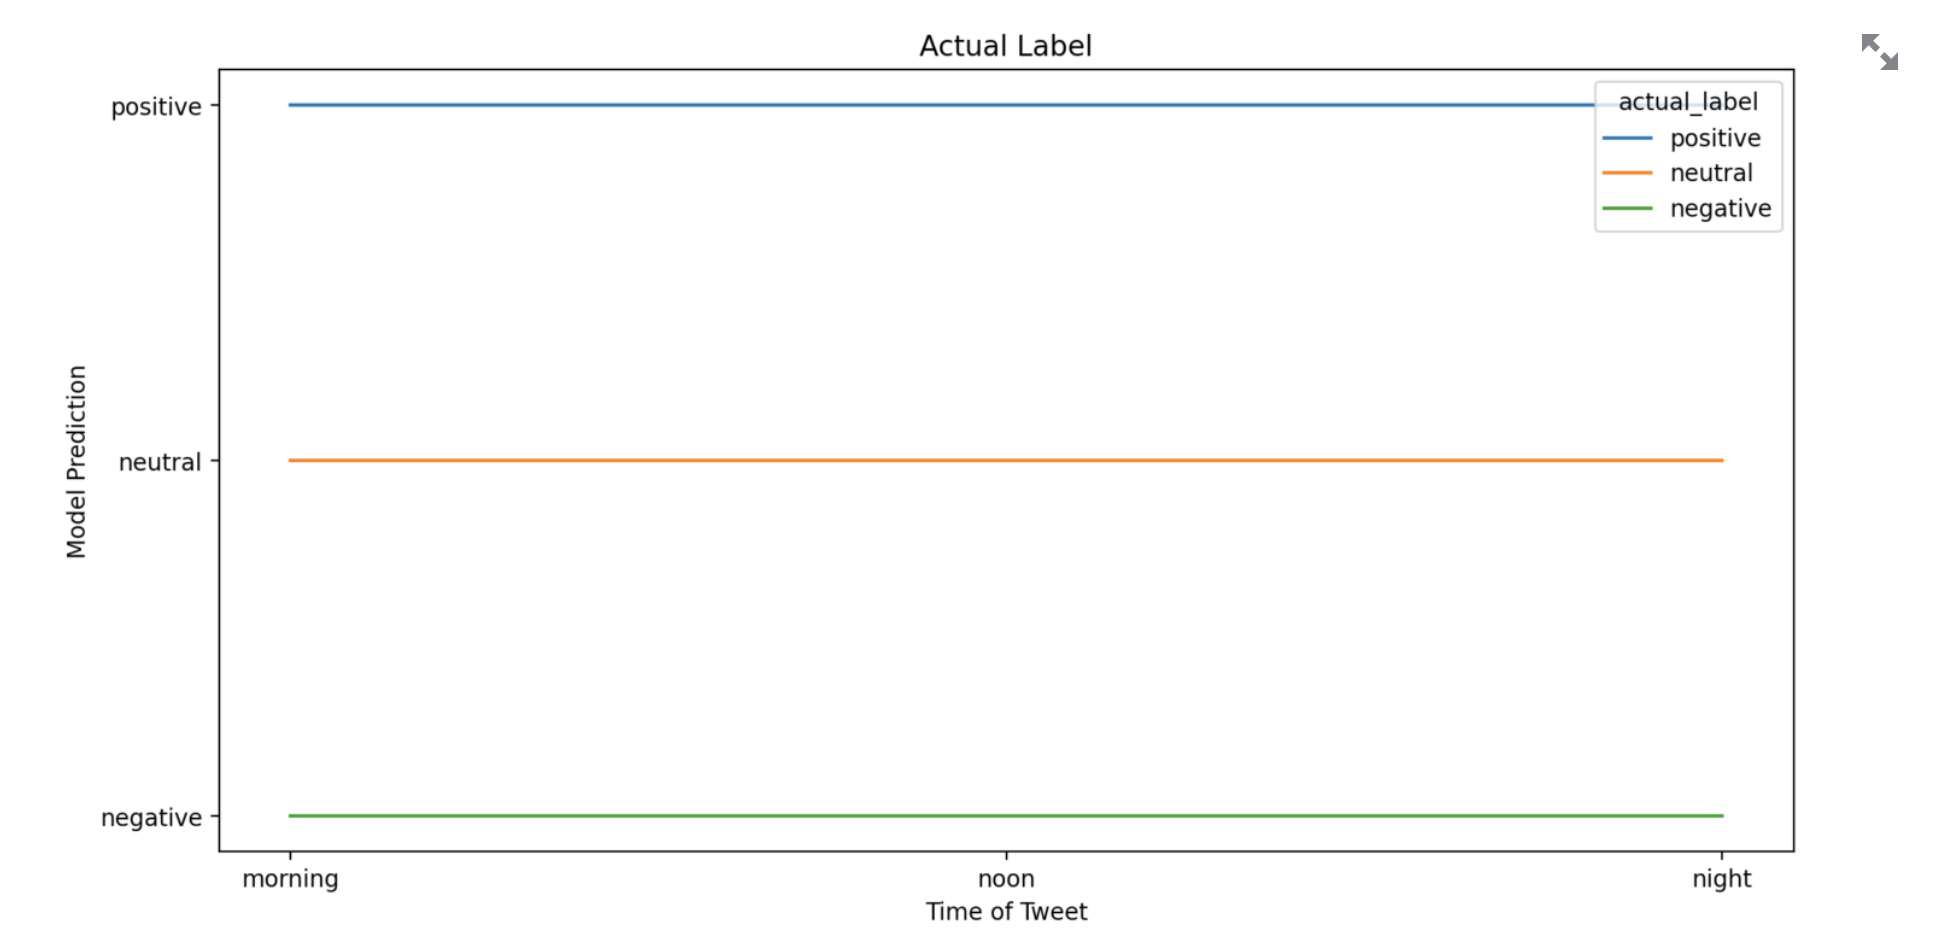 Actual Label
positive
neutral
negative
Model Prediction
actual_label
positive
neutral
negative
morning
noon
night
Time of Tweet